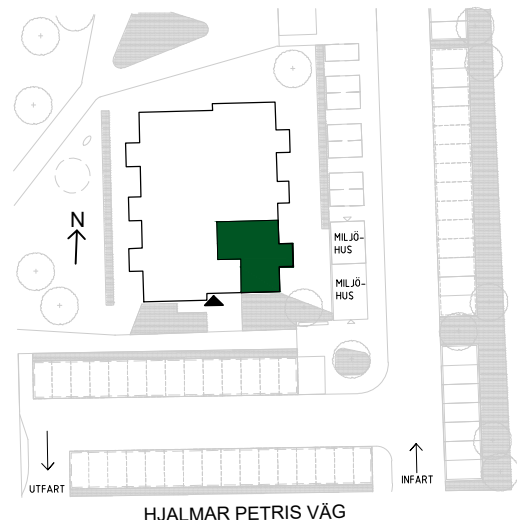 N
MILJÖ-
HUS
MILJÖ-
HUS
UTFART
INFART
HJALMAR PETRIS VÄG